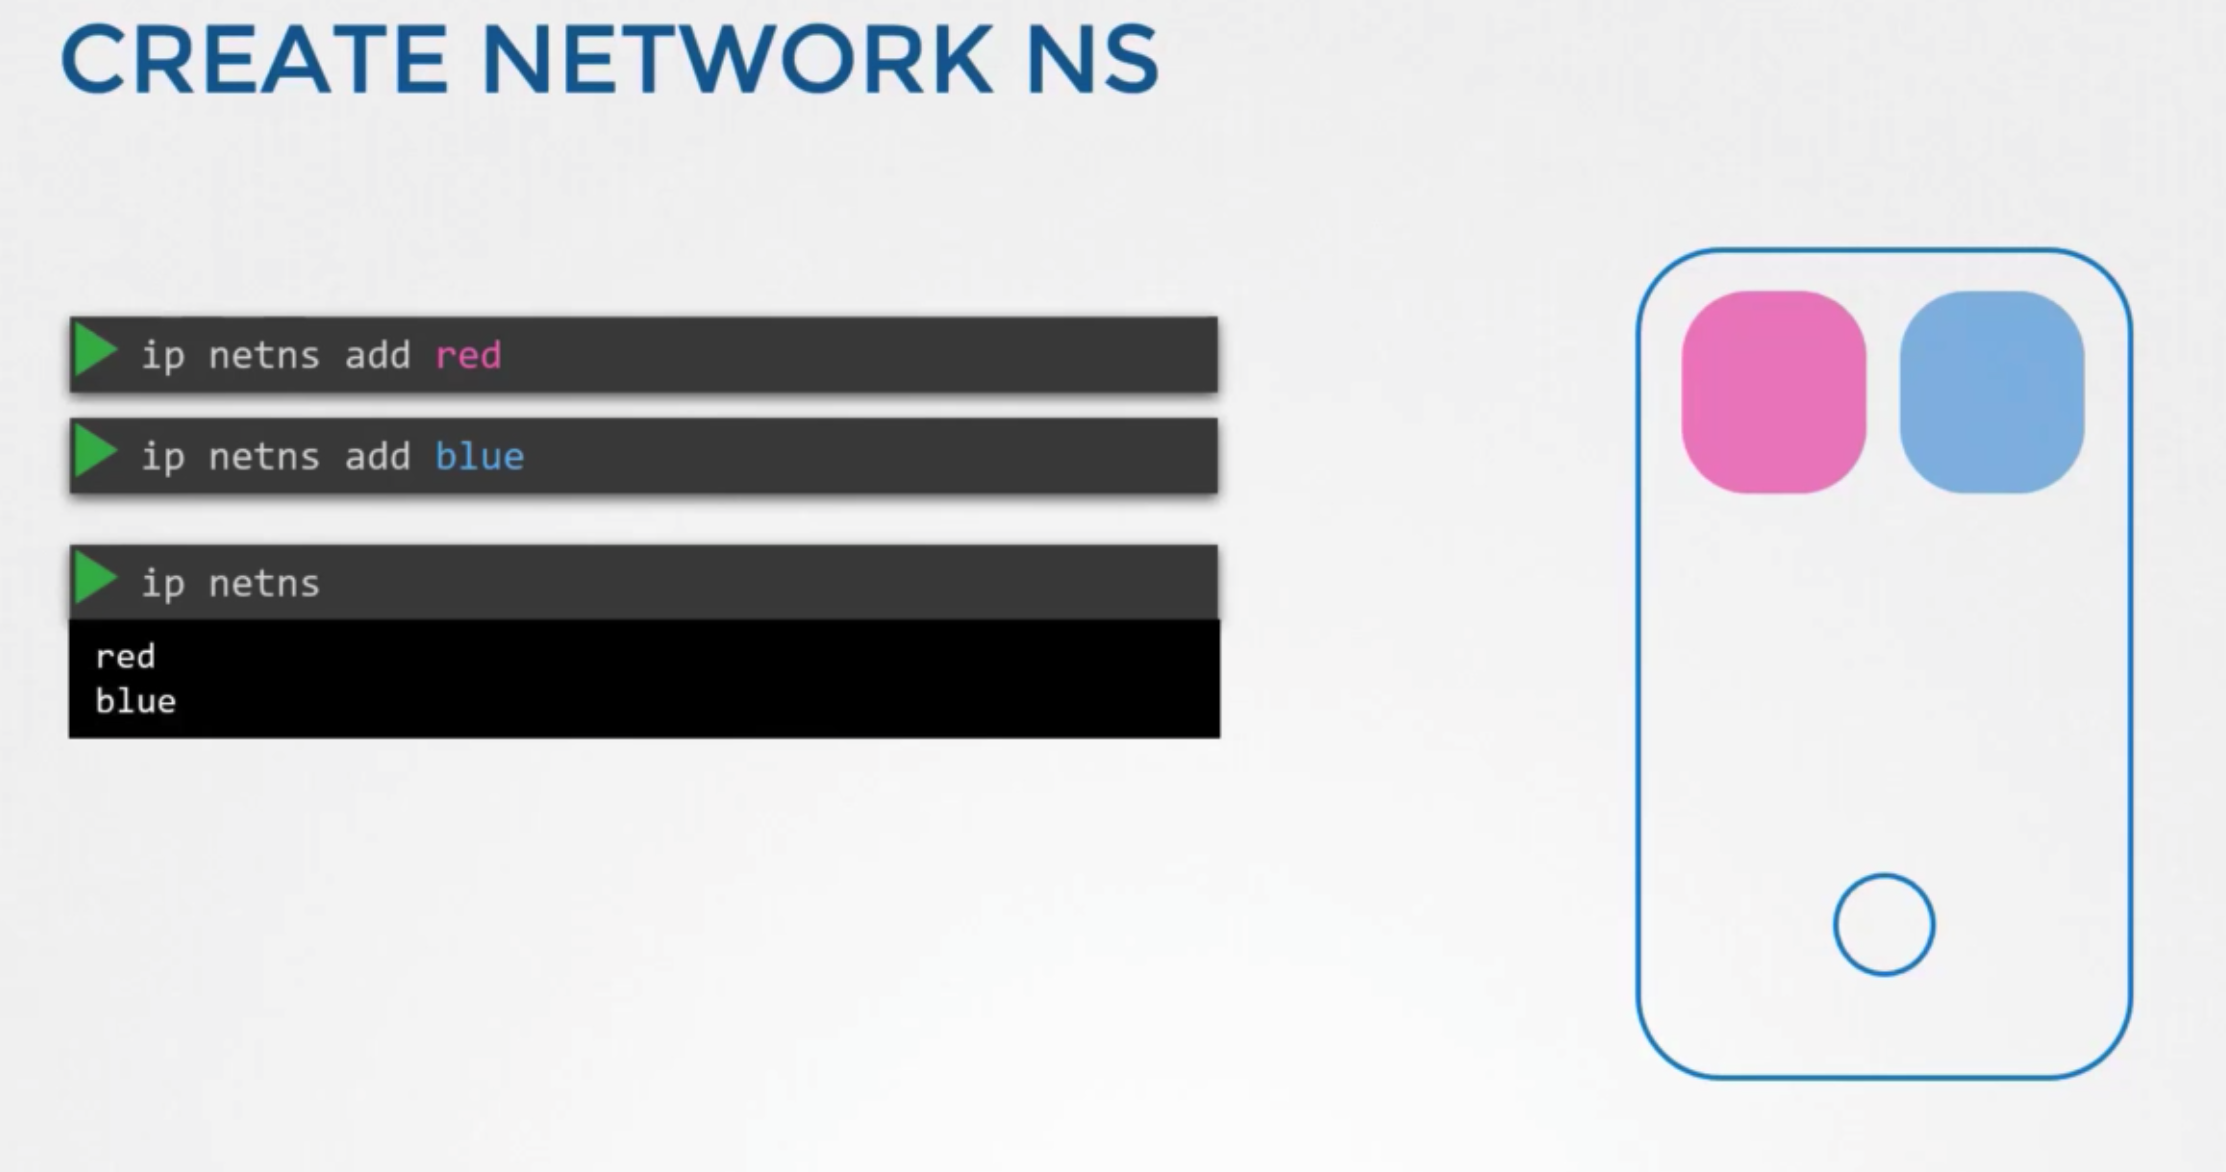 CREATE NETWORK NS
ip netns add red
ip netns add blue
ip netns
red
blue